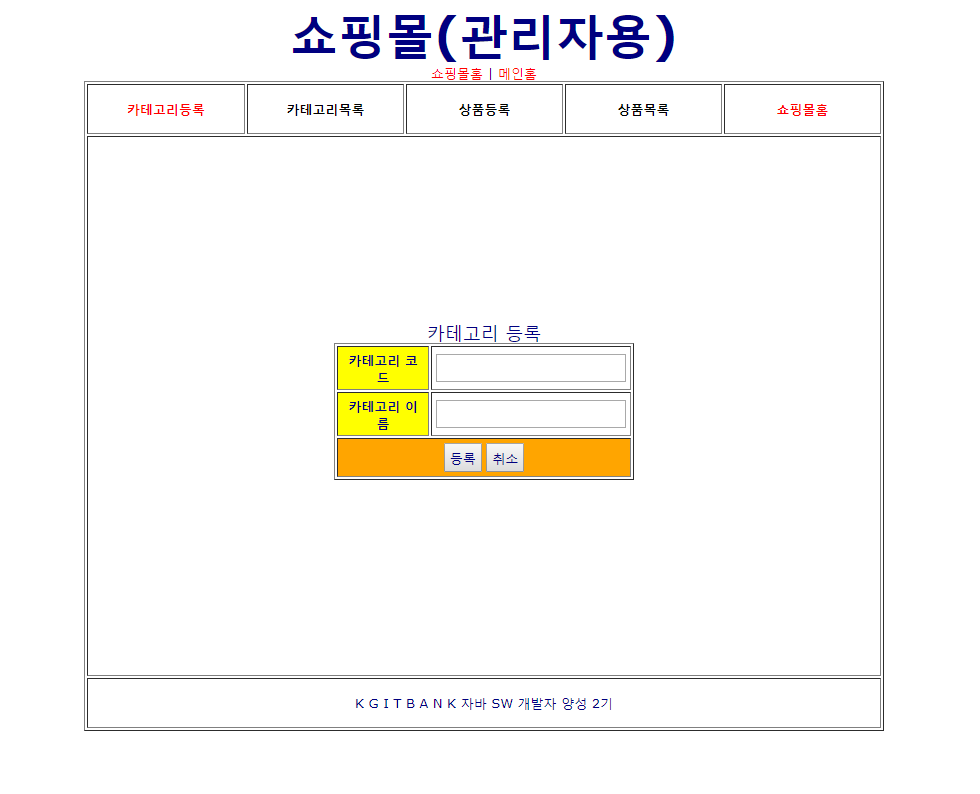 쇼핑몰(관리자용)
쇼핑몰홈 | 메인홈
카테고리등록 카테고리목록 상품등록 상품목록 쇼핑몰홈
카테고리 등록
카테고리 코
드
카테고리 이
름
등록 취소
K G I T B A N K 자바 SW 개발자 양성 2기